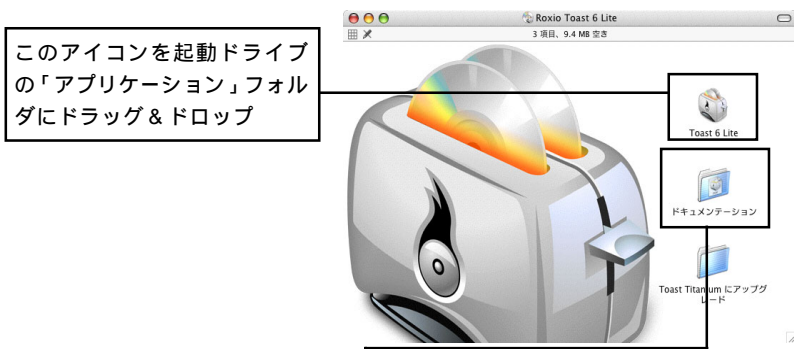 このアイコンを起動ドライブ
の「アプリケーション」フォル
ダにドラッグ＆ドロップ
Roxio Toast 6 Lite
3 項目、9.4 MB 空き
Toast 6 Lite
ドキュメンテーション
Toast Titanium にアップグ
レード